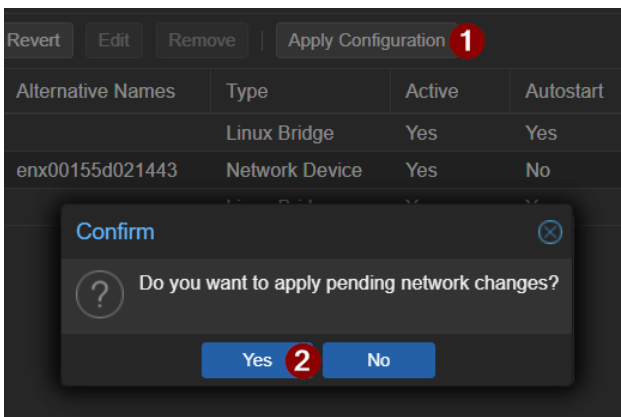 Revert Edit Remove Apply Configuration 1
Alternative Names Type Active Autostart
Linux Bridge Yes Yes
enx00155d021443 Network Device Yes No
Confirm
Do you want to apply pending network changes?
Yes 2 No